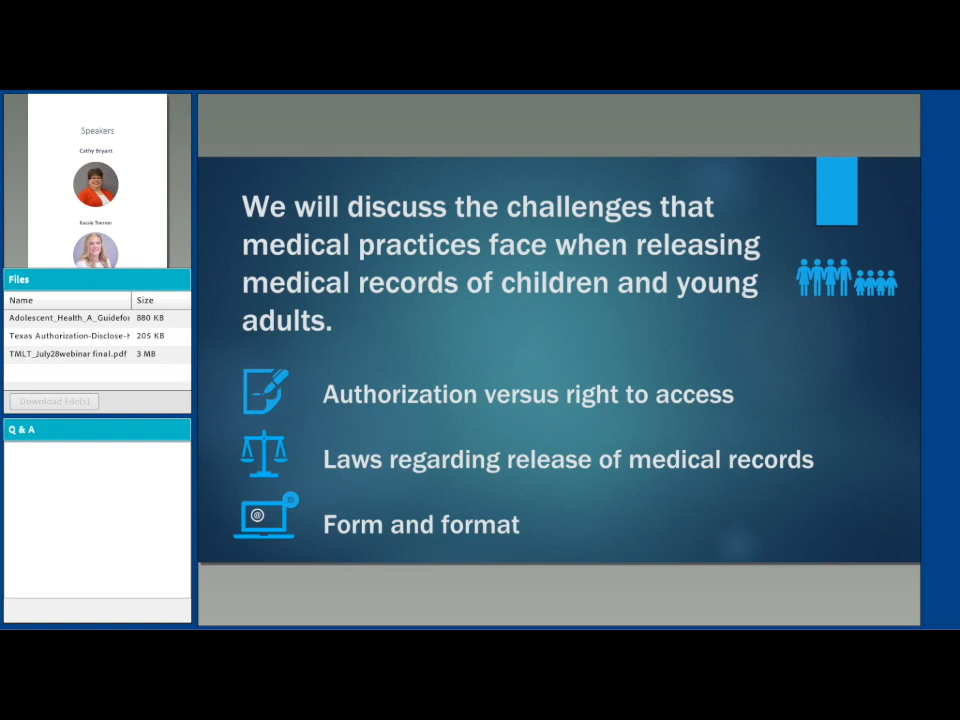 Speakers
Cathy Bryant
Kassie Toerner
Files
Name Size
Adolescent_Health_A_Guidefor 880 KB
Texas Authorization-Disclose-H 205 KB
TMLT_July28webinar final.pdf 3 MB
Download File(s)
Q & A
We will discuss the challenges that
medical practices face when releasing
medical records of children and young
adults.
Authorization versus right to access
Laws regarding release of medical records
@
Form and format